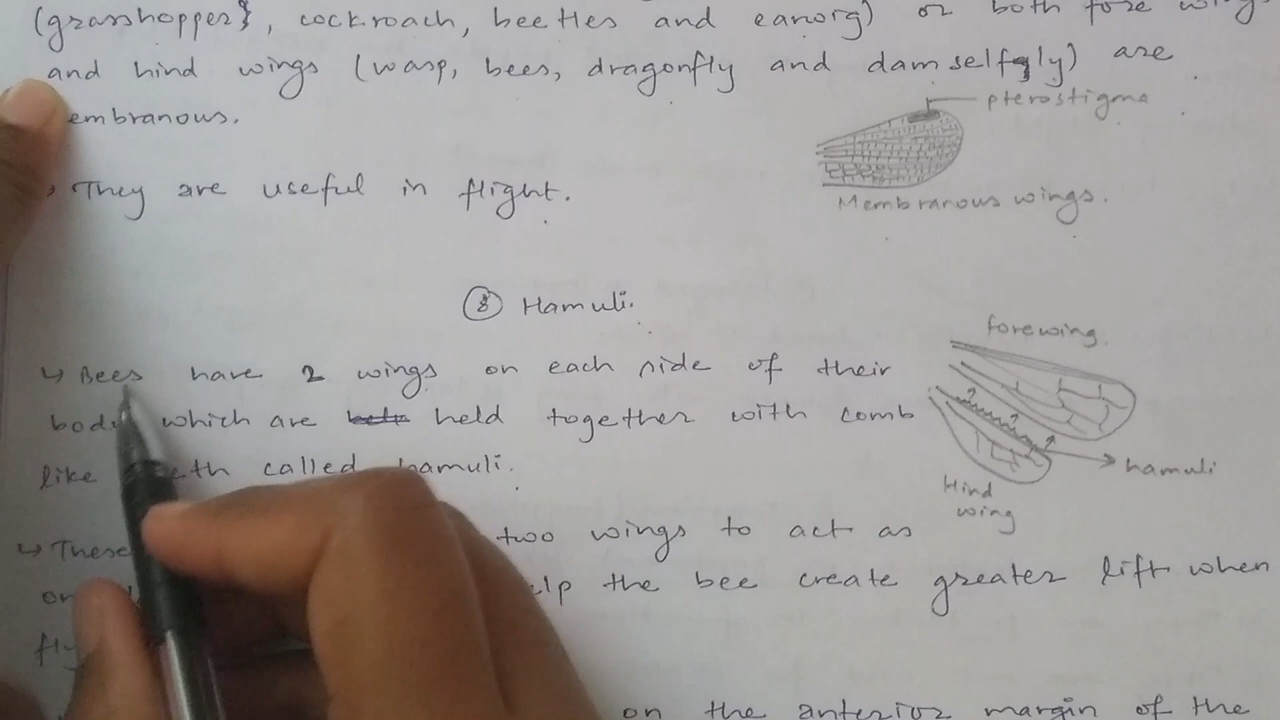 (grasshopper}, cockroach, beetles and earwig) or both fore wings
and hind wings (wasp, bees, dragonfly and damselfly) are
embranous.
pterostigma
They are useful in flight.
Membranous wings.
8 Hamuli.
forewing
↳ Bees have 2 wings on each side of their
body which are held together with comb
like teeth called hamuli.
hamuli
Hind
wing
↳ These two wings to act as
the bee create greater lift when
on the anterior margin of the